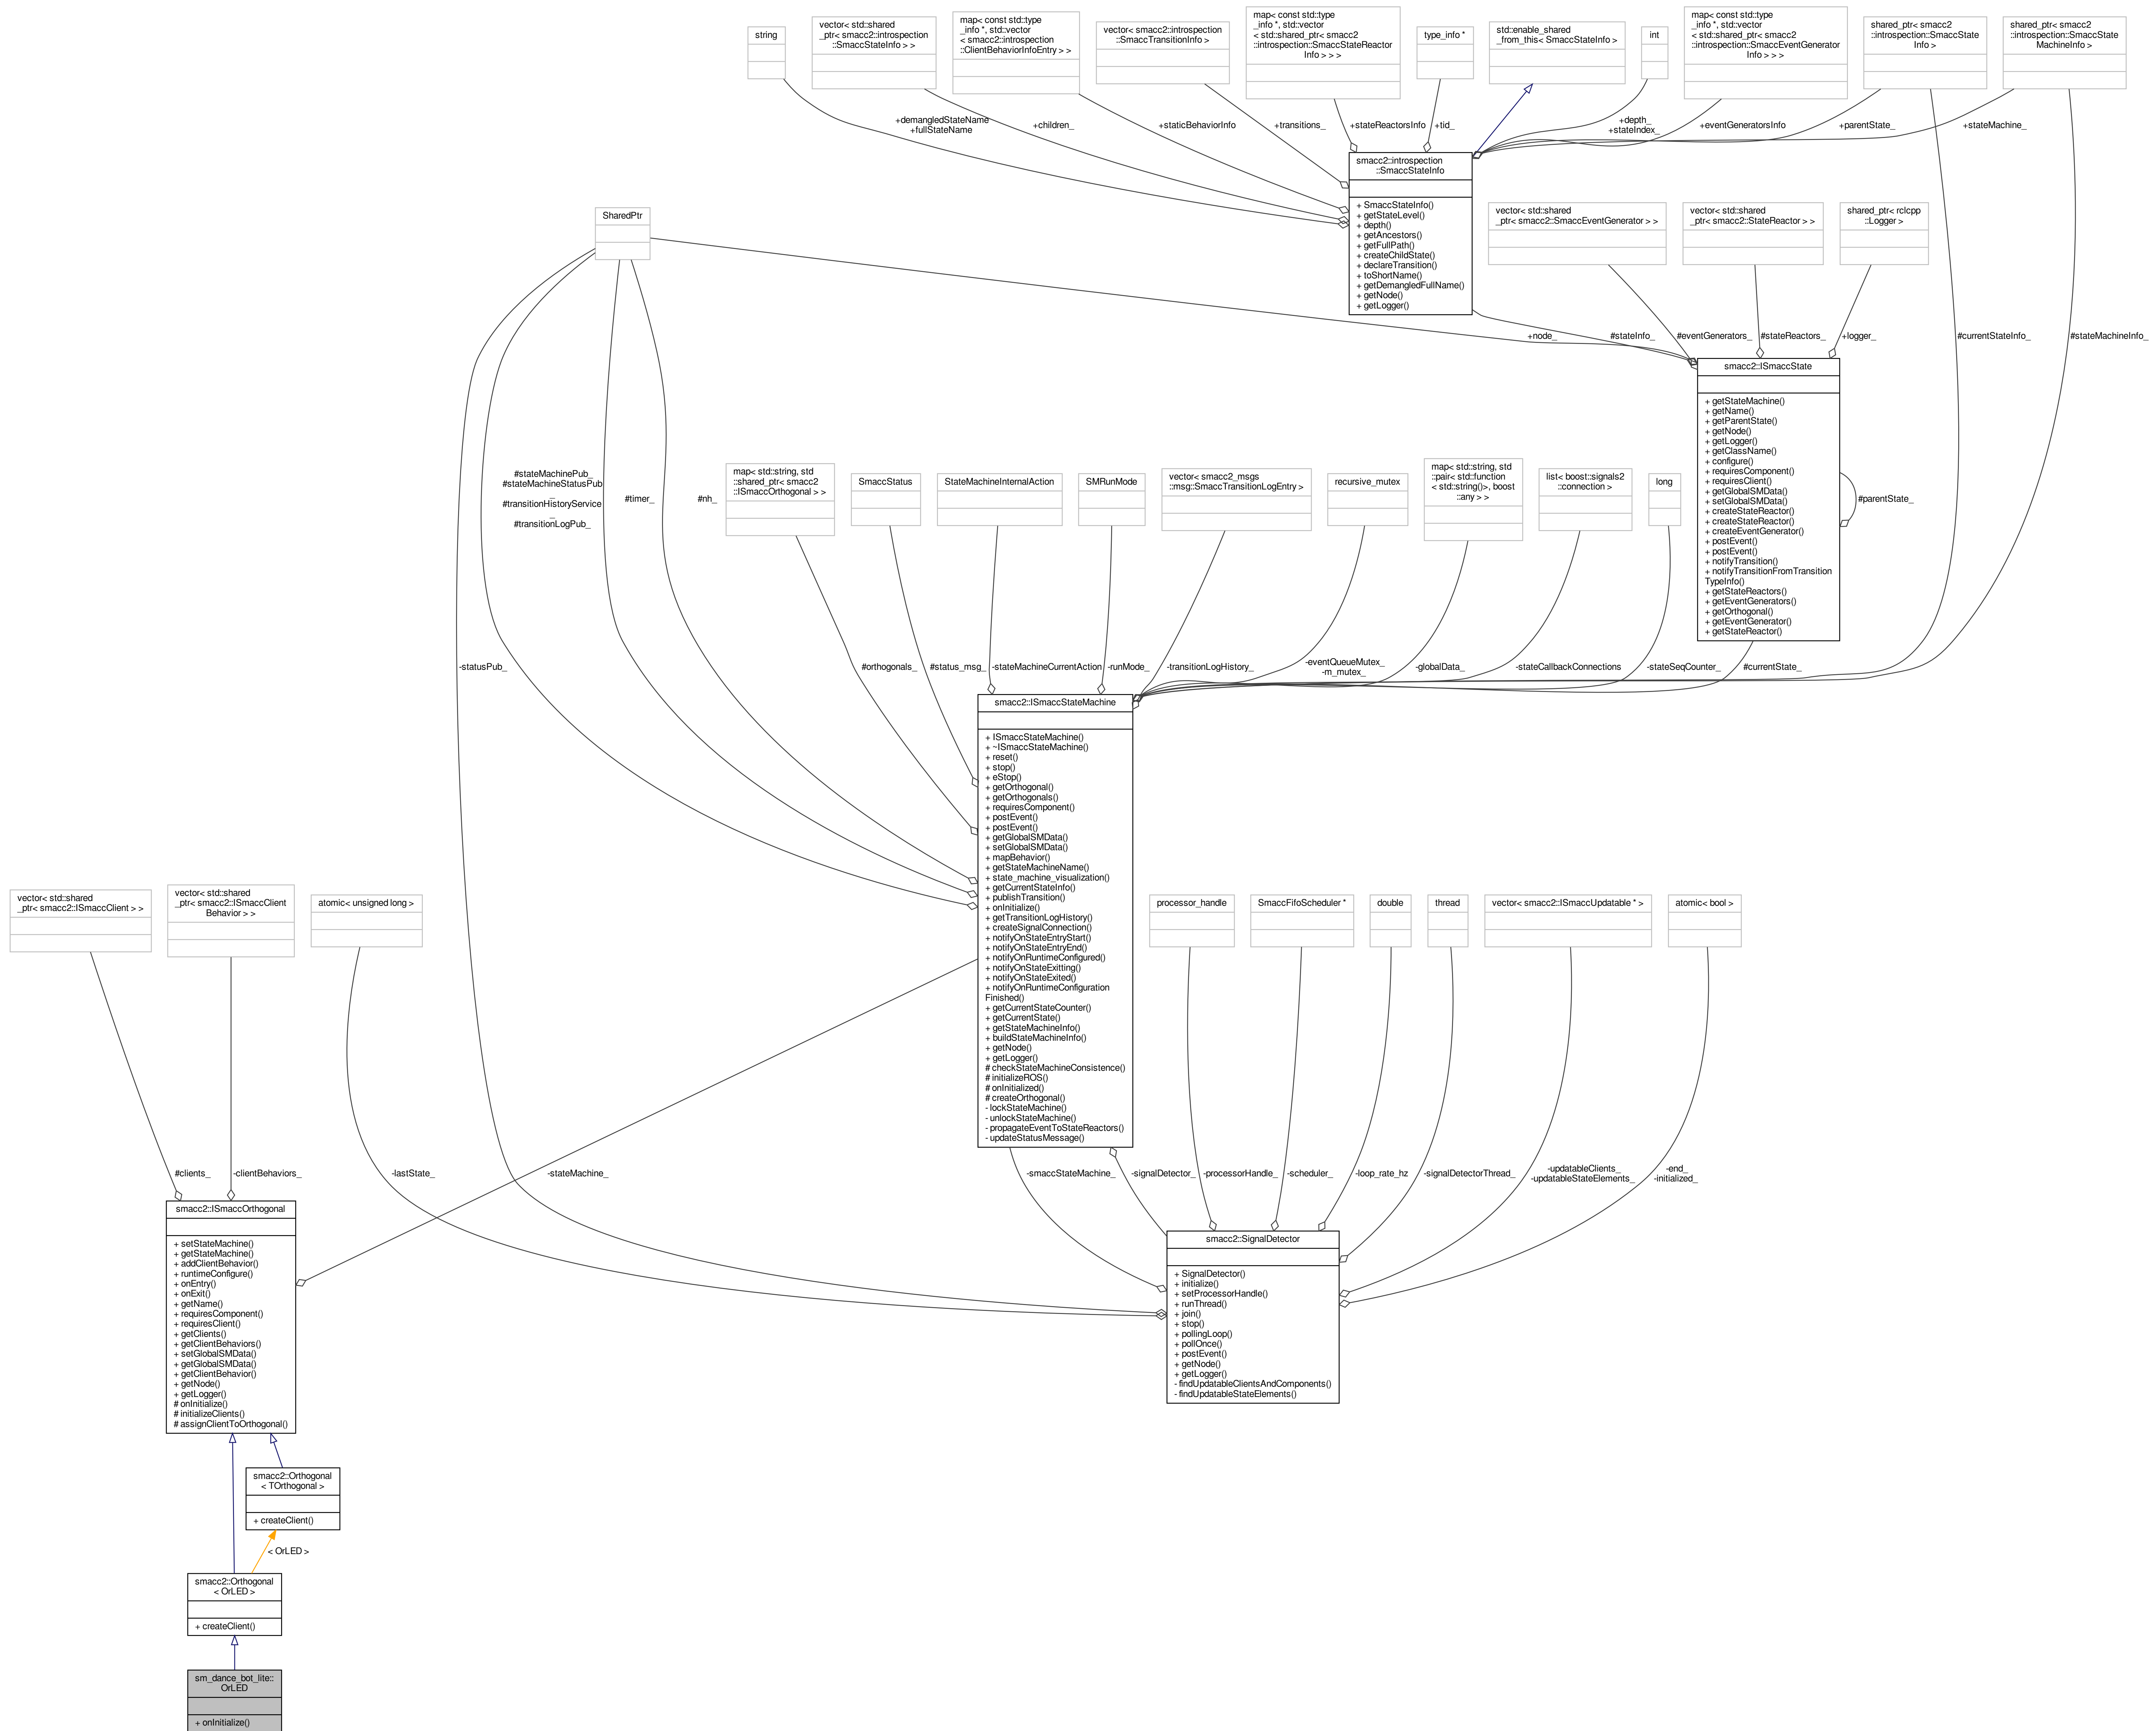 string
vector< std::shared
_ptr< smacc2::introspection
::SmaccStateInfo > >
map< const std::type
_info *, std::vector
< smacc2::introspection
::ClientBehaviorInfoEntry > >
vector< smacc2::introspection
::SmaccTransitionInfo >
map< const std::type
_info *, std::vector
< std::shared_ptr< smacc2
::introspection::SmaccStateReactor
Info > > >
type_info *
std::enable_shared
_from_this< SmaccStateInfo >
int
map< const std::type
_info *, std::vector
< std::shared_ptr< smacc2
::introspection::SmaccEventGenerator
Info > > >
shared_ptr< smacc2
::introspection::SmaccState
Info >
shared_ptr< smacc2
::introspection::SmaccState
MachineInfo >
+demangledStateName
+fullStateName
+children_
+staticBehaviorInfo
+transitions_
+stateReactorsInfo
+tid_
+depth_
+stateIndex_
+eventGeneratorsInfo
+parentState_
+stateMachine_
smacc2::introspection
::SmaccStateInfo
+ SmaccStateInfo()
+ getStateLevel()
+ depth()
+ getAncestors()
+ getFullPath()
+ createChildState()
+ declareTransition()
+ toShortName()
+ getDemangledFullName()
+ getNode()
+ getLogger()
SharedPtr
vector< std::shared
_ptr< smacc2::SmaccEventGenerator > >
vector< std::shared
_ptr< smacc2::StateReactor > >
shared_ptr< rclcpp
::Logger >
+node_
#stateInfo_
#eventGenerators_
#stateReactors_
+logger_
#currentStateInfo_
#stateMachineInfo_
smacc2::ISmaccState
+ getStateMachine()
+ getName()
+ getParentState()
+ getNode()
+ getLogger()
+ getClassName()
+ configure()
+ requiresComponent()
+ requiresClient()
+ getGlobalSMData()
+ setGlobalSMData()
+ createStateReactor()
+ createStateReactor()
+ createEventGenerator()
+ postEvent()
+ postEvent()
+ notifyTransition()
+ notifyTransitionFromTransition
TypeInfo()
+ getStateReactors()
+ getEventGenerators()
+ getOrthogonal()
+ getEventGenerator()
+ getStateReactor()
#parentState_
#stateMachinePub_
#stateMachineStatusPub
_
#transitionHistoryService
_
#transitionLogPub_
#timer_
#nh_
map< std::string, std
::shared_ptr< smacc2
::ISmaccOrthogonal > >
SmaccStatus
StateMachineInternalAction
SMRunMode
vector< smacc2_msgs
::msg::SmaccTransitionLogEntry >
recursive_mutex
map< std::string, std
::pair< std::function
< std::string()>, boost
::any > >
list< boost::signals2
::connection >
long
-statusPub_
#orthogonals_
#status_msg_
-stateMachineCurrentAction
-runMode_
-transitionLogHistory_
-eventQueueMutex_
-m_mutex_
-globalData_
-stateCallbackConnections
-stateSeqCounter_
#currentState_
smacc2::ISmaccStateMachine
+ ISmaccStateMachine()
+ ~ISmaccStateMachine()
+ reset()
+ stop()
+ eStop()
+ getOrthogonal()
+ getOrthogonals()
+ requiresComponent()
+ postEvent()
+ postEvent()
+ getGlobalSMData()
+ setGlobalSMData()
+ mapBehavior()
+ getStateMachineName()
+ state_machine_visualization()
+ getCurrentStateInfo()
+ publishTransition()
+ onInitialize()
+ getTransitionLogHistory()
+ createSignalConnection()
+ notifyOnStateEntryStart()
+ notifyOnStateEntryEnd()
+ notifyOnRuntimeConfigured()
+ notifyOnStateExitting()
+ notifyOnStateExited()
+ notifyOnRuntimeConfiguration
Finished()
+ getCurrentStateCounter()
+ getCurrentState()
+ getStateMachineInfo()
+ buildStateMachineInfo()
+ getNode()
+ getLogger()
# checkStateMachineConsistence()
# initializeROS()
# onInitialized()
# createOrthogonal()
- lockStateMachine()
- unlockStateMachine()
- propagateEventToStateReactors()
- updateStatusMessage()
vector< std::shared
_ptr< smacc2::ISmaccClient > >
vector< std::shared
_ptr< smacc2::ISmaccClient
Behavior > >
atomic< unsigned long >
processor_handle
SmaccFifoScheduler *
double
thread
vector< smacc2::ISmaccUpdatable * >
atomic< bool >
#clients_
-clientBehaviors_
-lastState_
-stateMachine_
-smaccStateMachine_
-signalDetector_
-processorHandle_
-scheduler_
-loop_rate_hz
-signalDetectorThread_
-updatableClients_
-updatableStateElements_
-end_
-initialized_
smacc2::ISmaccOrthogonal
+ setStateMachine()
+ getStateMachine()
+ addClientBehavior()
+ runtimeConfigure()
+ onEntry()
+ onExit()
+ getName()
+ requiresComponent()
+ requiresClient()
+ getClients()
+ getClientBehaviors()
+ setGlobalSMData()
+ getGlobalSMData()
+ getClientBehavior()
+ getNode()
+ getLogger()
# onInitialize()
# initializeClients()
# assignClientToOrthogonal()
smacc2::SignalDetector
+ SignalDetector()
+ initialize()
+ setProcessorHandle()
+ runThread()
+ join()
+ stop()
+ pollingLoop()
+ pollOnce()
+ postEvent()
+ getNode()
+ getLogger()
- findUpdatableClientsAndComponents()
- findUpdatableStateElements()
smacc2::Orthogonal
< TOrthogonal >
+ createClient()
< OrLED >
smacc2::Orthogonal
< OrLED >
+ createClient()
sm_dance_bot_lite::
OrLED
+ onInitialize()